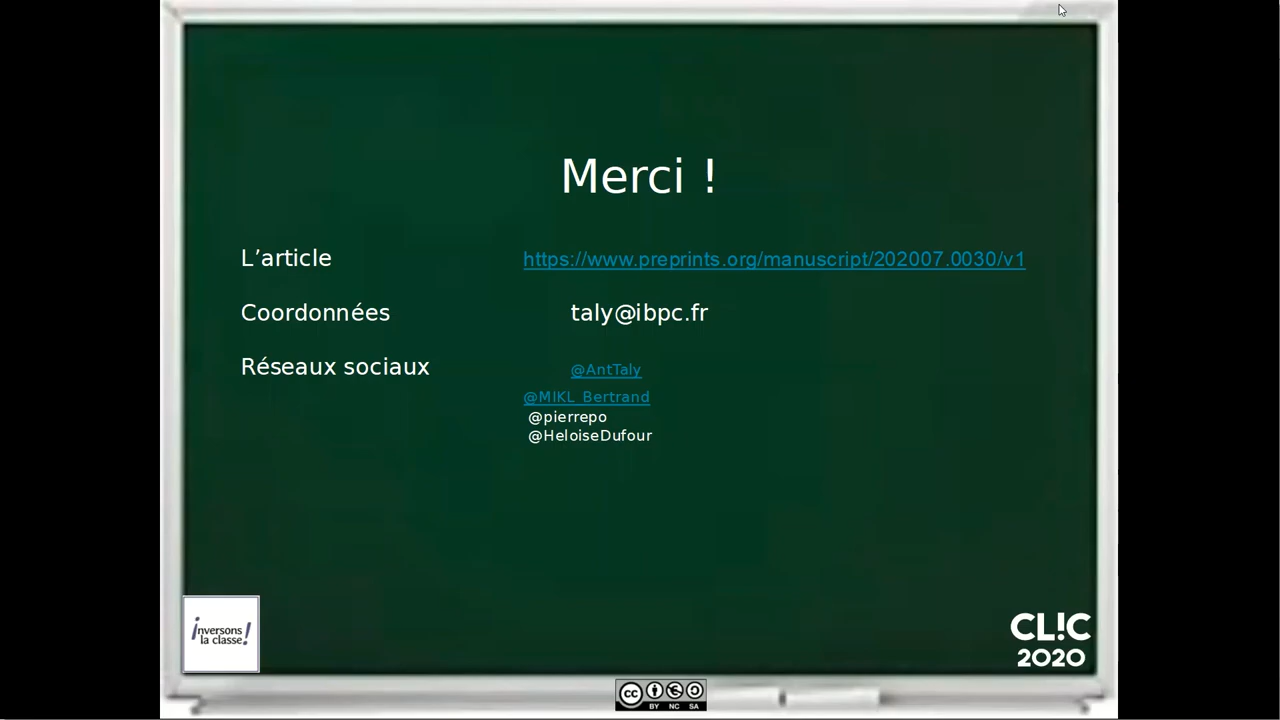 Merci !
L’article https://www.preprints.org/manuscript/202007.0030/v1
Coordonnées taly@ibpc.fr
Réseaux sociaux @AntTaly
@MIKL_Bertrand
@pierrepo
@HeloiseDufour
inversons
la classe!
CL!C
2020
cc
BY NC SA